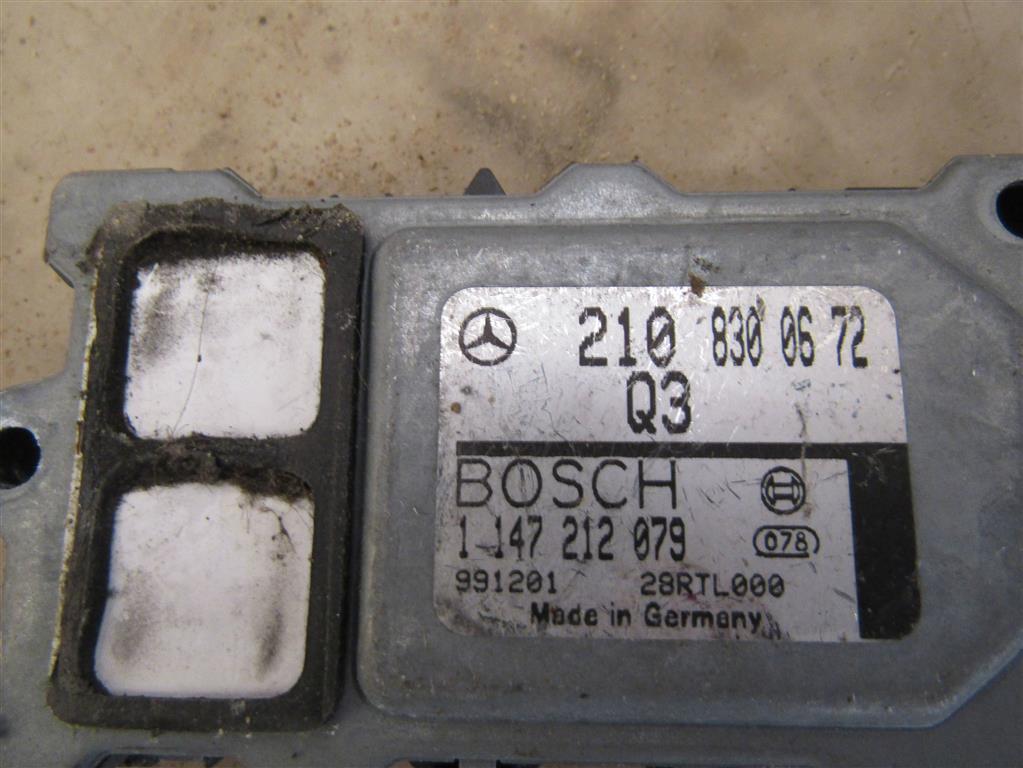 210 830 06 72
Q3
BOSCH
1 147 212 079
078
991201 28RTL000
Made in Germany